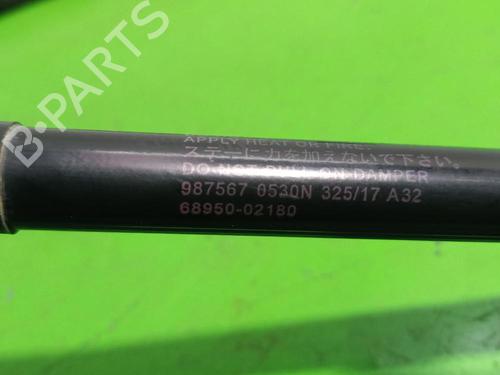 APPLY HEAT OR FIRE.
ステーに力を加えないで下さい。
DO NOT PULL ON DAMPER
987567 0530N 325/17 A32
68950-02180
B-PARTS